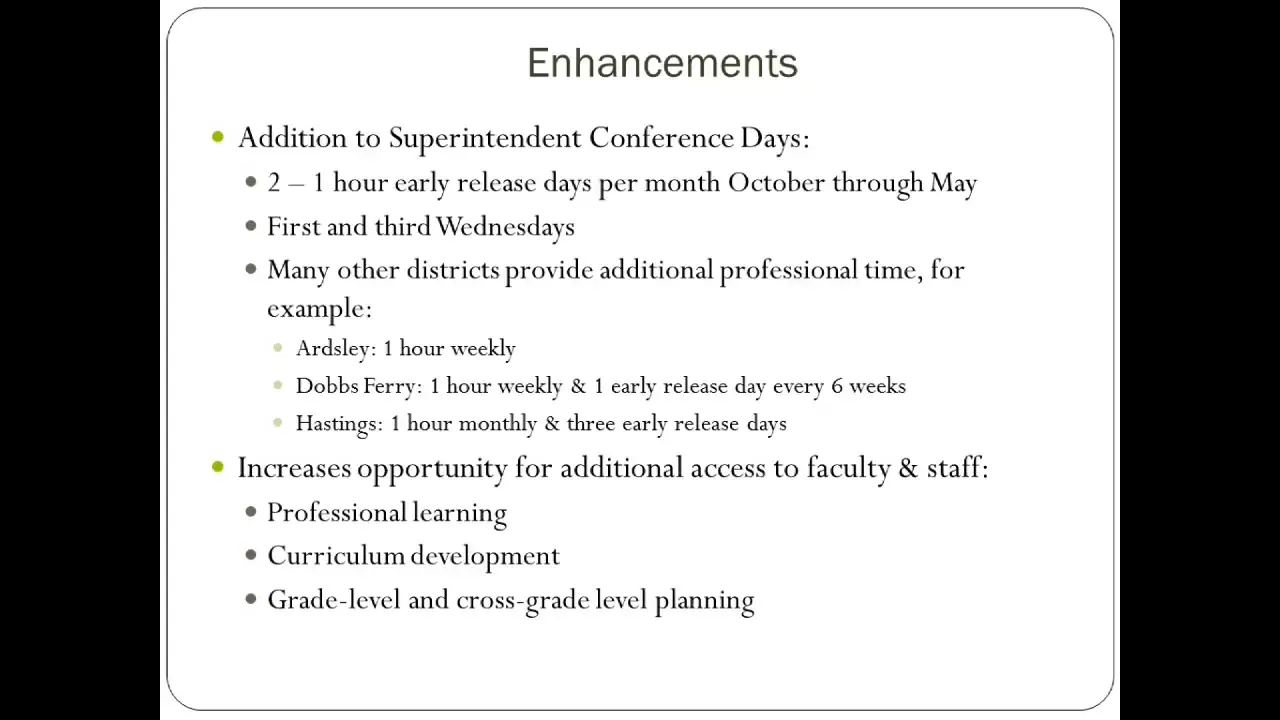 Enhancements
Addition to Superintendent Conference Days:
2 – 1 hour early release days per month October through May
First and third Wednesdays
Many other districts provide additional professional time, for
example:
Ardsley: 1 hour weekly
Dobbs Ferry: 1 hour weekly & 1 early release day every 6 weeks
Hastings: 1 hour monthly & three early release days
Increases opportunity for additional access to faculty & staff:
Professional learning
Curriculum development
Grade-level and cross-grade level planning